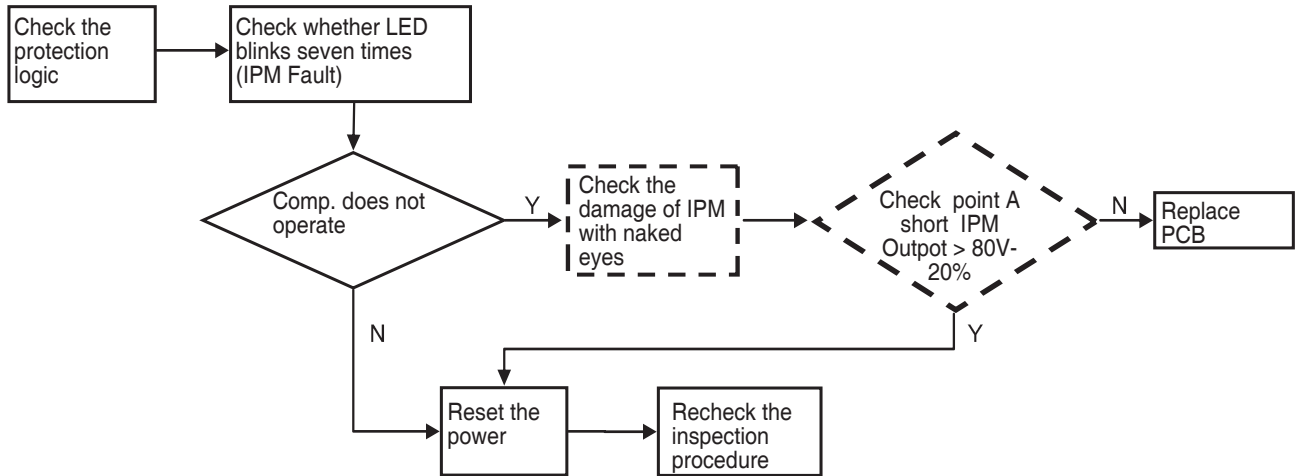 Check the
protection
logic
Check whether LED
blinks seven times
(IPM Fault)
Comp. does not
operate
Y
Check the
damage of IPM
with naked
eyes
Check point A
short IPM
Outpot > 80V-
20%
N
Replace
PCB
N
Y
Reset the
power
Recheck the
inspection
procedure